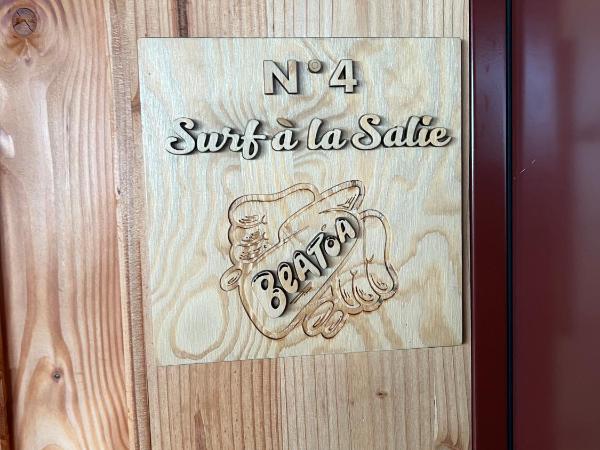 N°4
Surf à la Salie
BEATOA